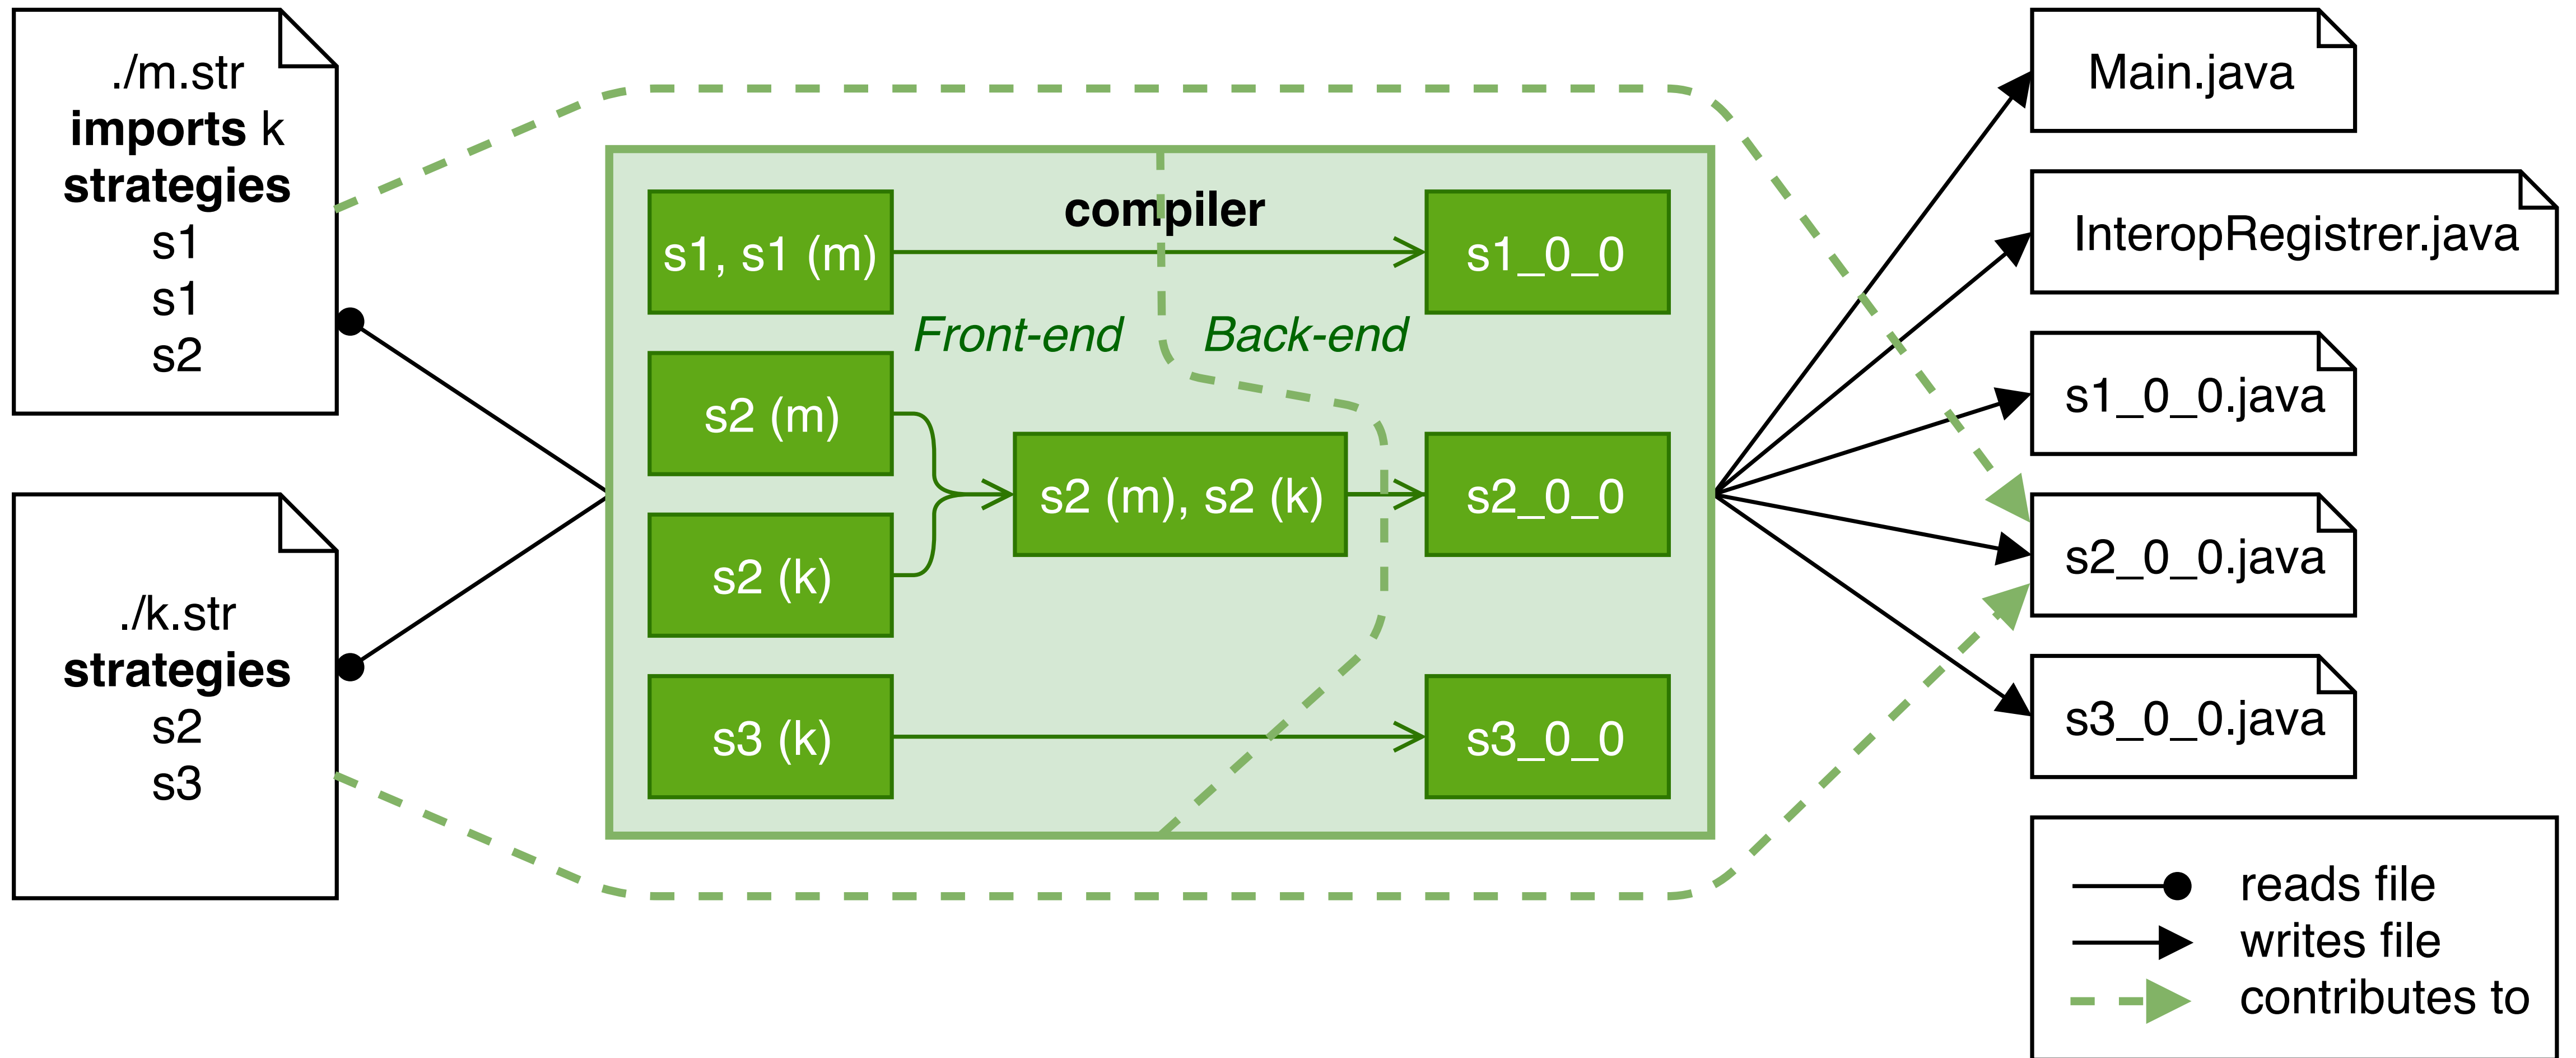 ./m.str
imports k
strategies
s1
s1
s2
./k.str
strategies
s2
s3
compiler
s1, s1 (m)
s1_0_0
Front-end
Back-end
s2 (m)
s2 (k)
s2 (m), s2 (k)
s2_0_0
s3 (k)
s3_0_0
Main.java
InteropRegistrer.java
s1_0_0.java
s2_0_0.java
s3_0_0.java
reads file
writes file
contributes to